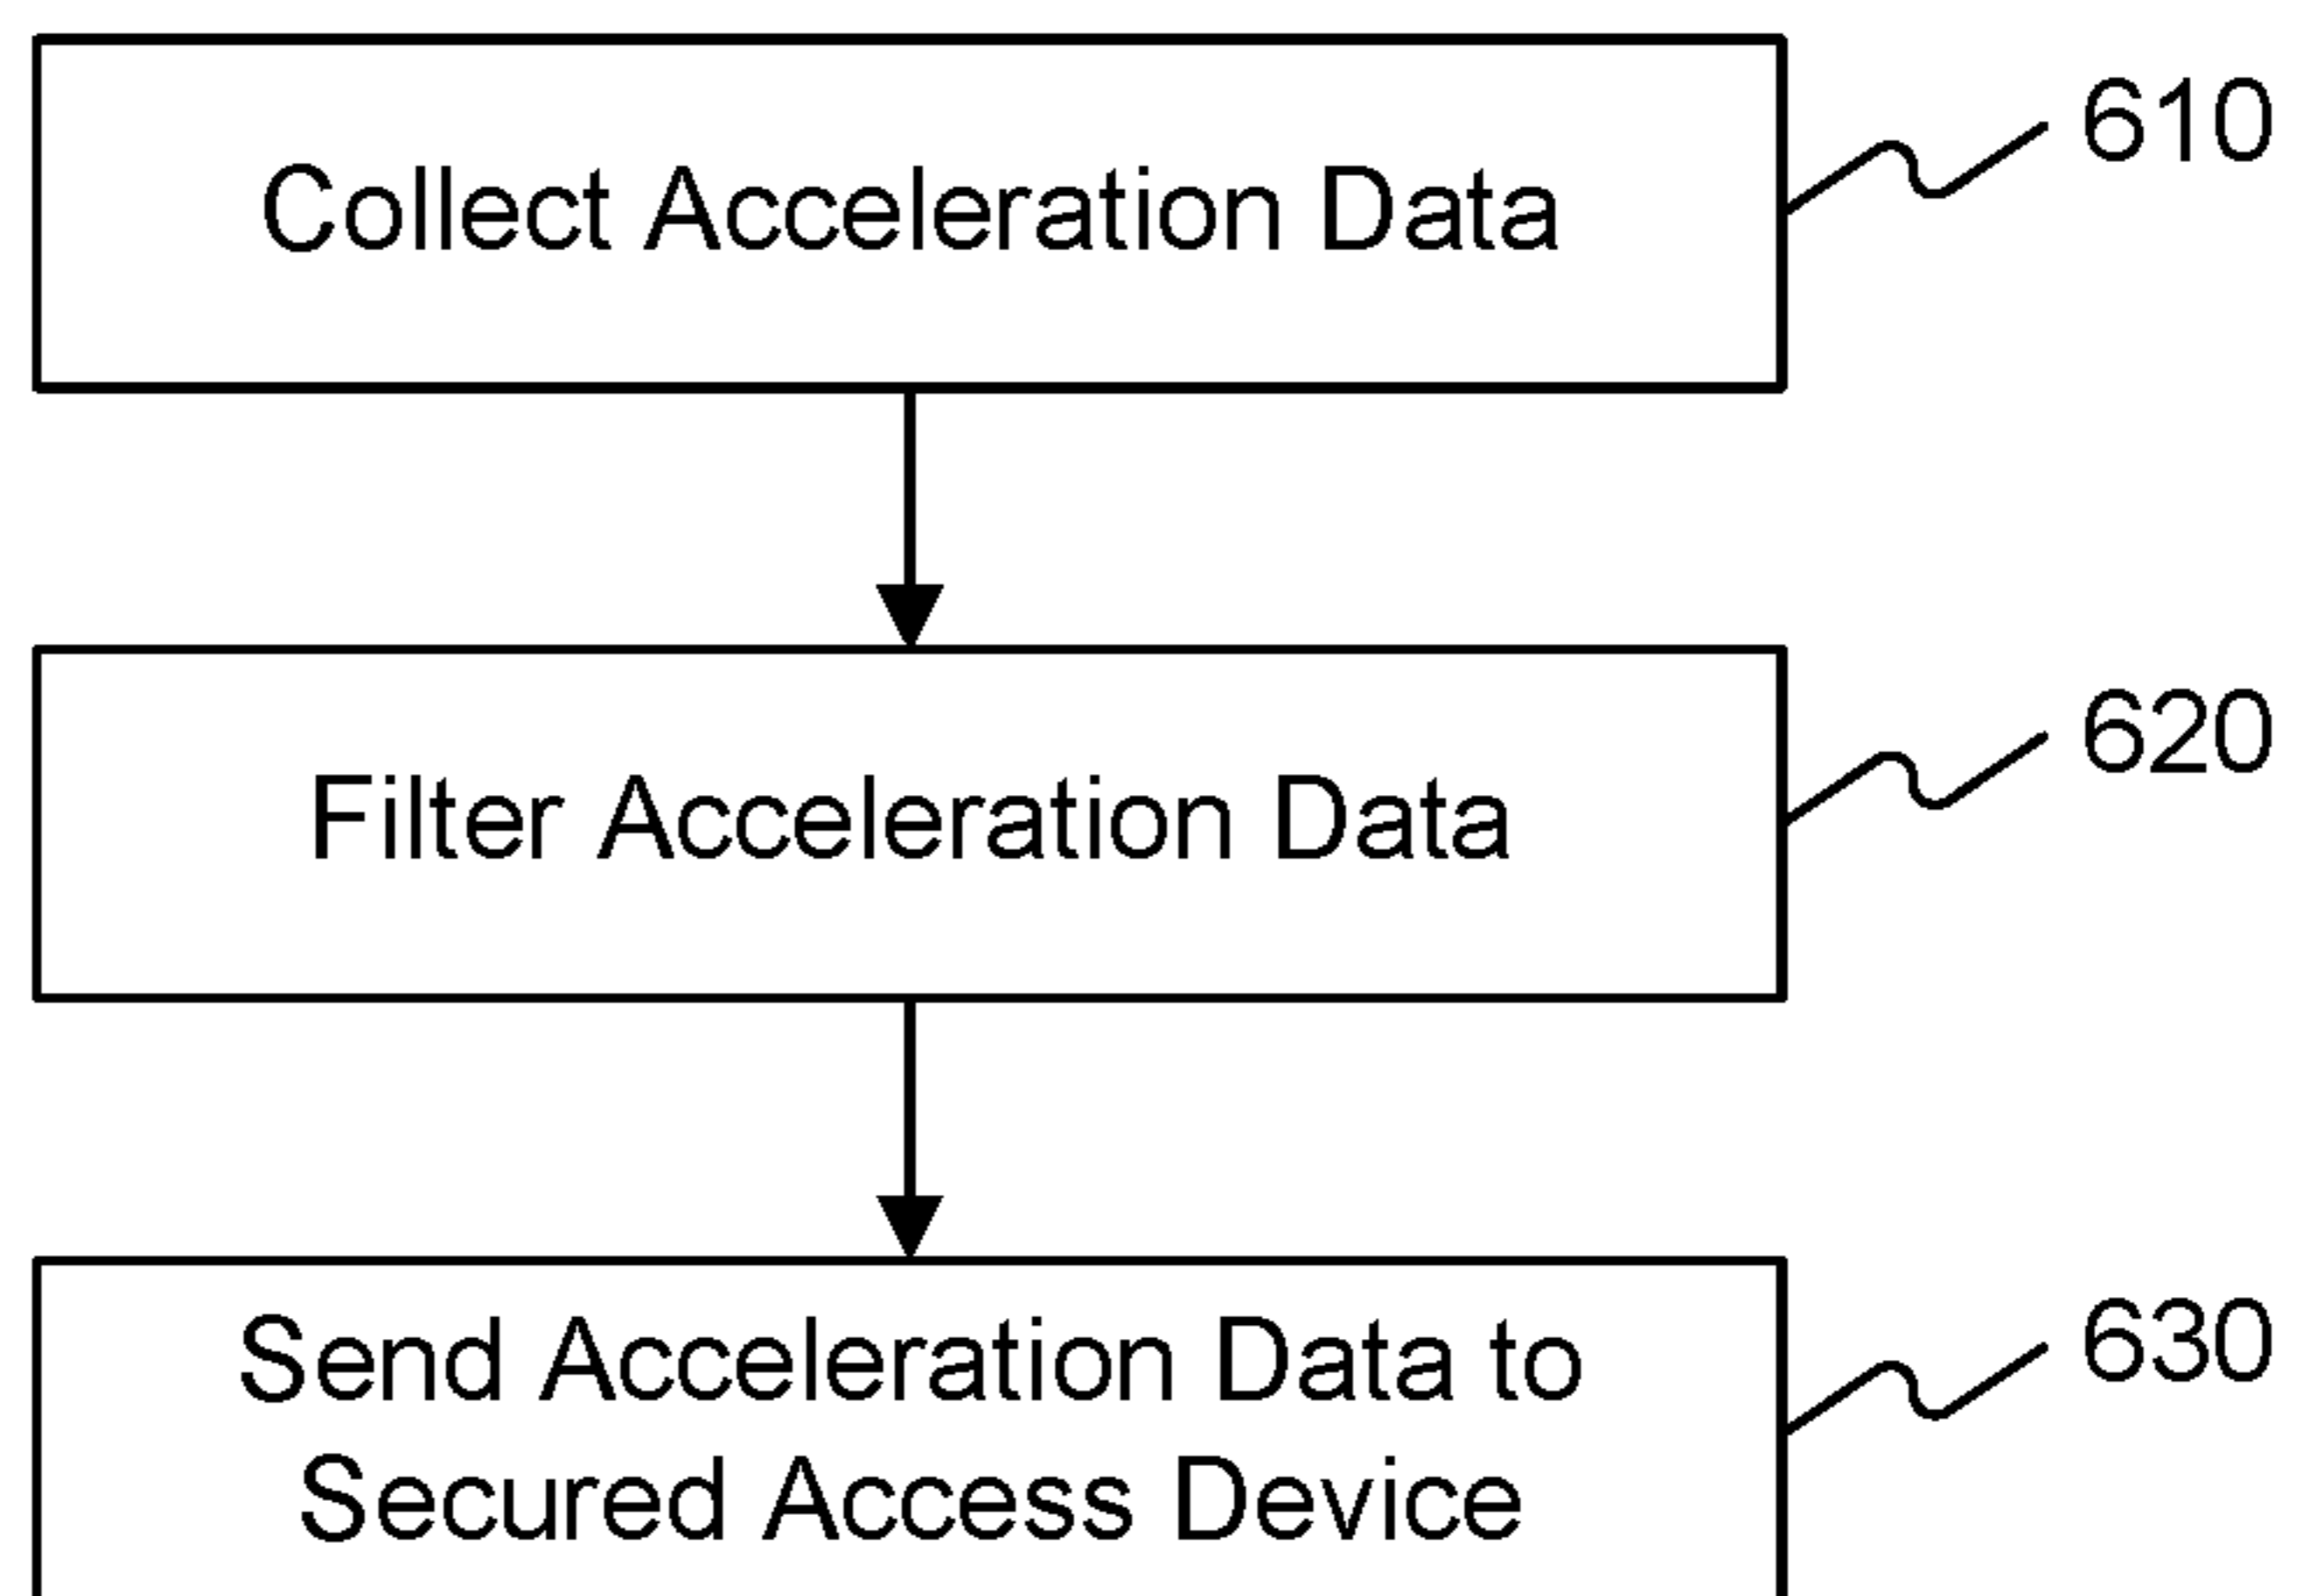 Collect Acceleration Data
610
Filter Acceleration Data
620
Send Acceleration Data to
Secured Access Device
630